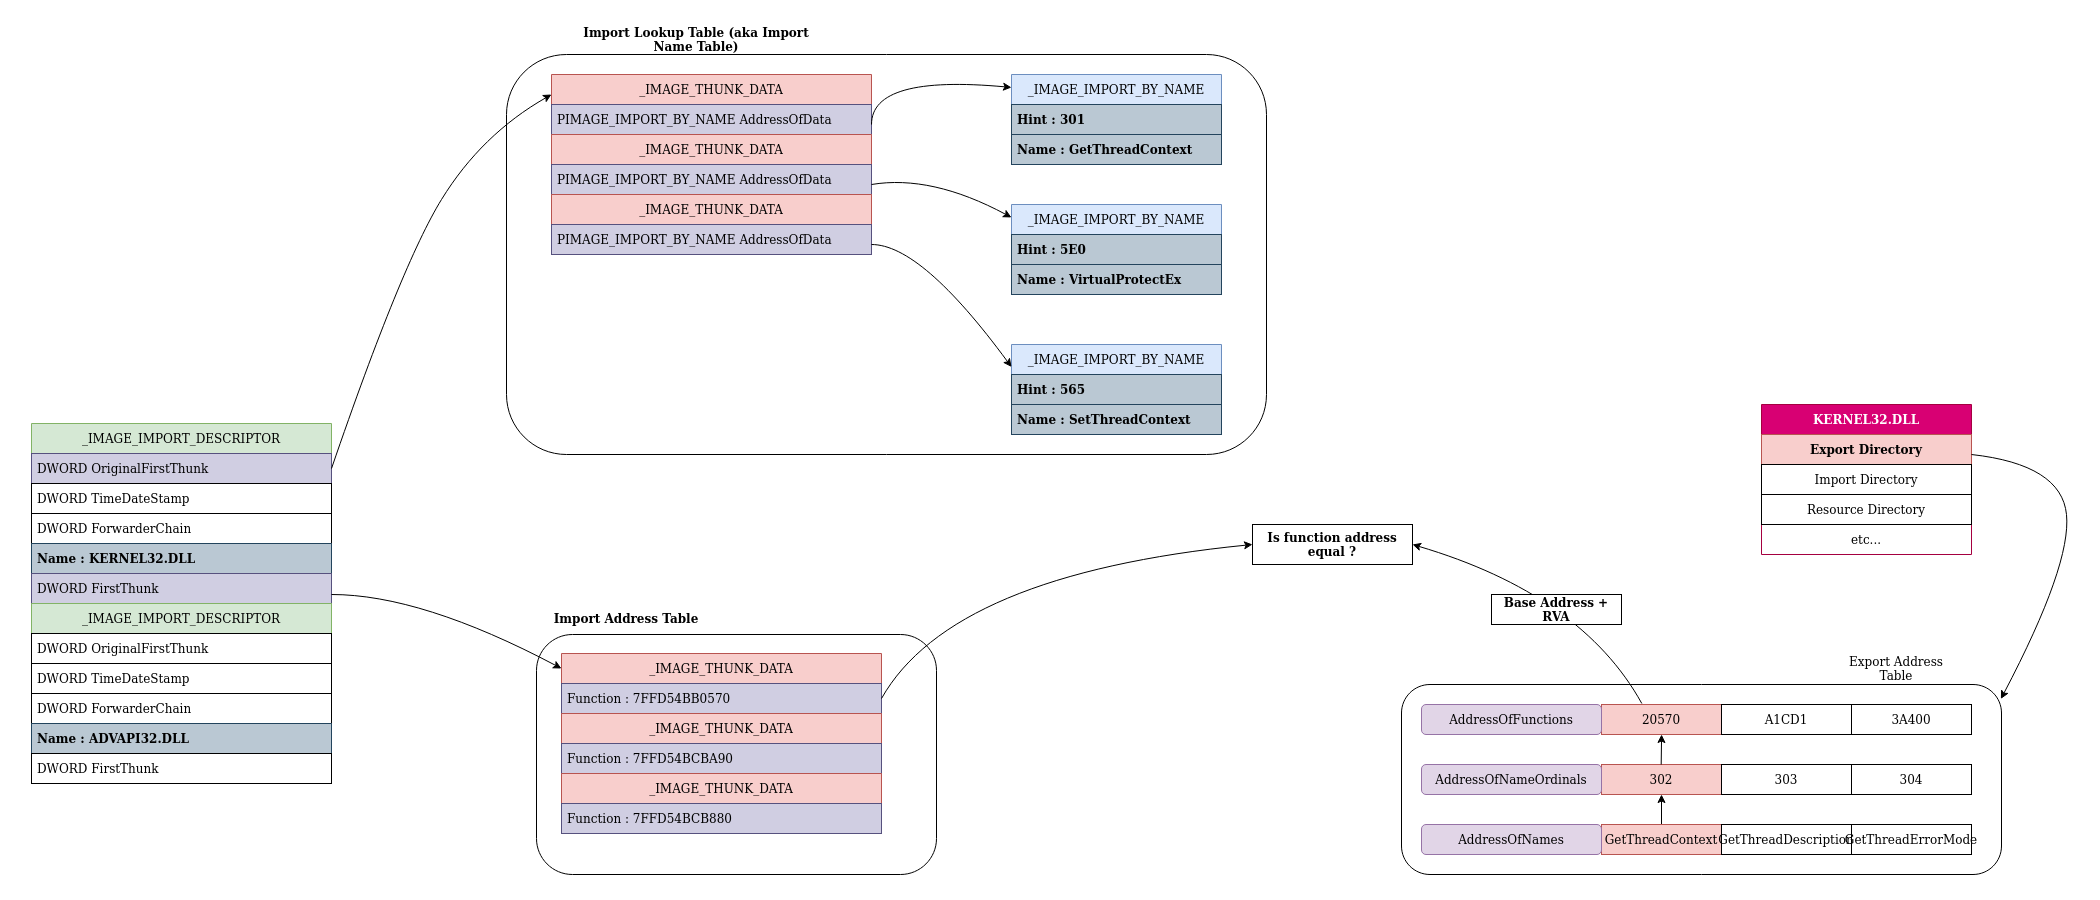 Import Lookup Table (aka Import
Name Table)
_IMAGE_THUNK_DATA
PIMAGE_IMPORT_BY_NAME AddressOfData
_IMAGE_THUNK_DATA
PIMAGE_IMPORT_BY_NAME AddressOfData
_IMAGE_THUNK_DATA
PIMAGE_IMPORT_BY_NAME AddressOfData
_IMAGE_IMPORT_BY_NAME
Hint : 301
Name : GetThreadContext
_IMAGE_IMPORT_BY_NAME
Hint : 5E0
Name : VirtualProtectEx
_IMAGE_IMPORT_BY_NAME
Hint : 565
Name : SetThreadContext
_IMAGE_IMPORT_DESCRIPTOR
DWORD OriginalFirstThunk
DWORD TimeDateStamp
DWORD ForwarderChain
Name : KERNEL32.DLL
DWORD FirstThunk
_IMAGE_IMPORT_DESCRIPTOR
DWORD OriginalFirstThunk
DWORD TimeDateStamp
DWORD ForwarderChain
Name : ADVAPI32.DLL
DWORD FirstThunk
Import Address Table
_IMAGE_THUNK_DATA
Function : 7FFD54BB0570
_IMAGE_THUNK_DATA
Function : 7FFD54BCBA90
_IMAGE_THUNK_DATA
Function : 7FFD54BCB880
Is function address
equal ?
Base Address +
RVA
KERNEL32.DLL
Export Directory
Import Directory
Resource Directory
etc...
Export Address
Table
AddressOfFunctions 20570 A1CD1 3A400
AddressOfNameOrdinals 302 303 304
AddressOfNames GetThreadContext GetThreadDescription GetThreadErrorMode